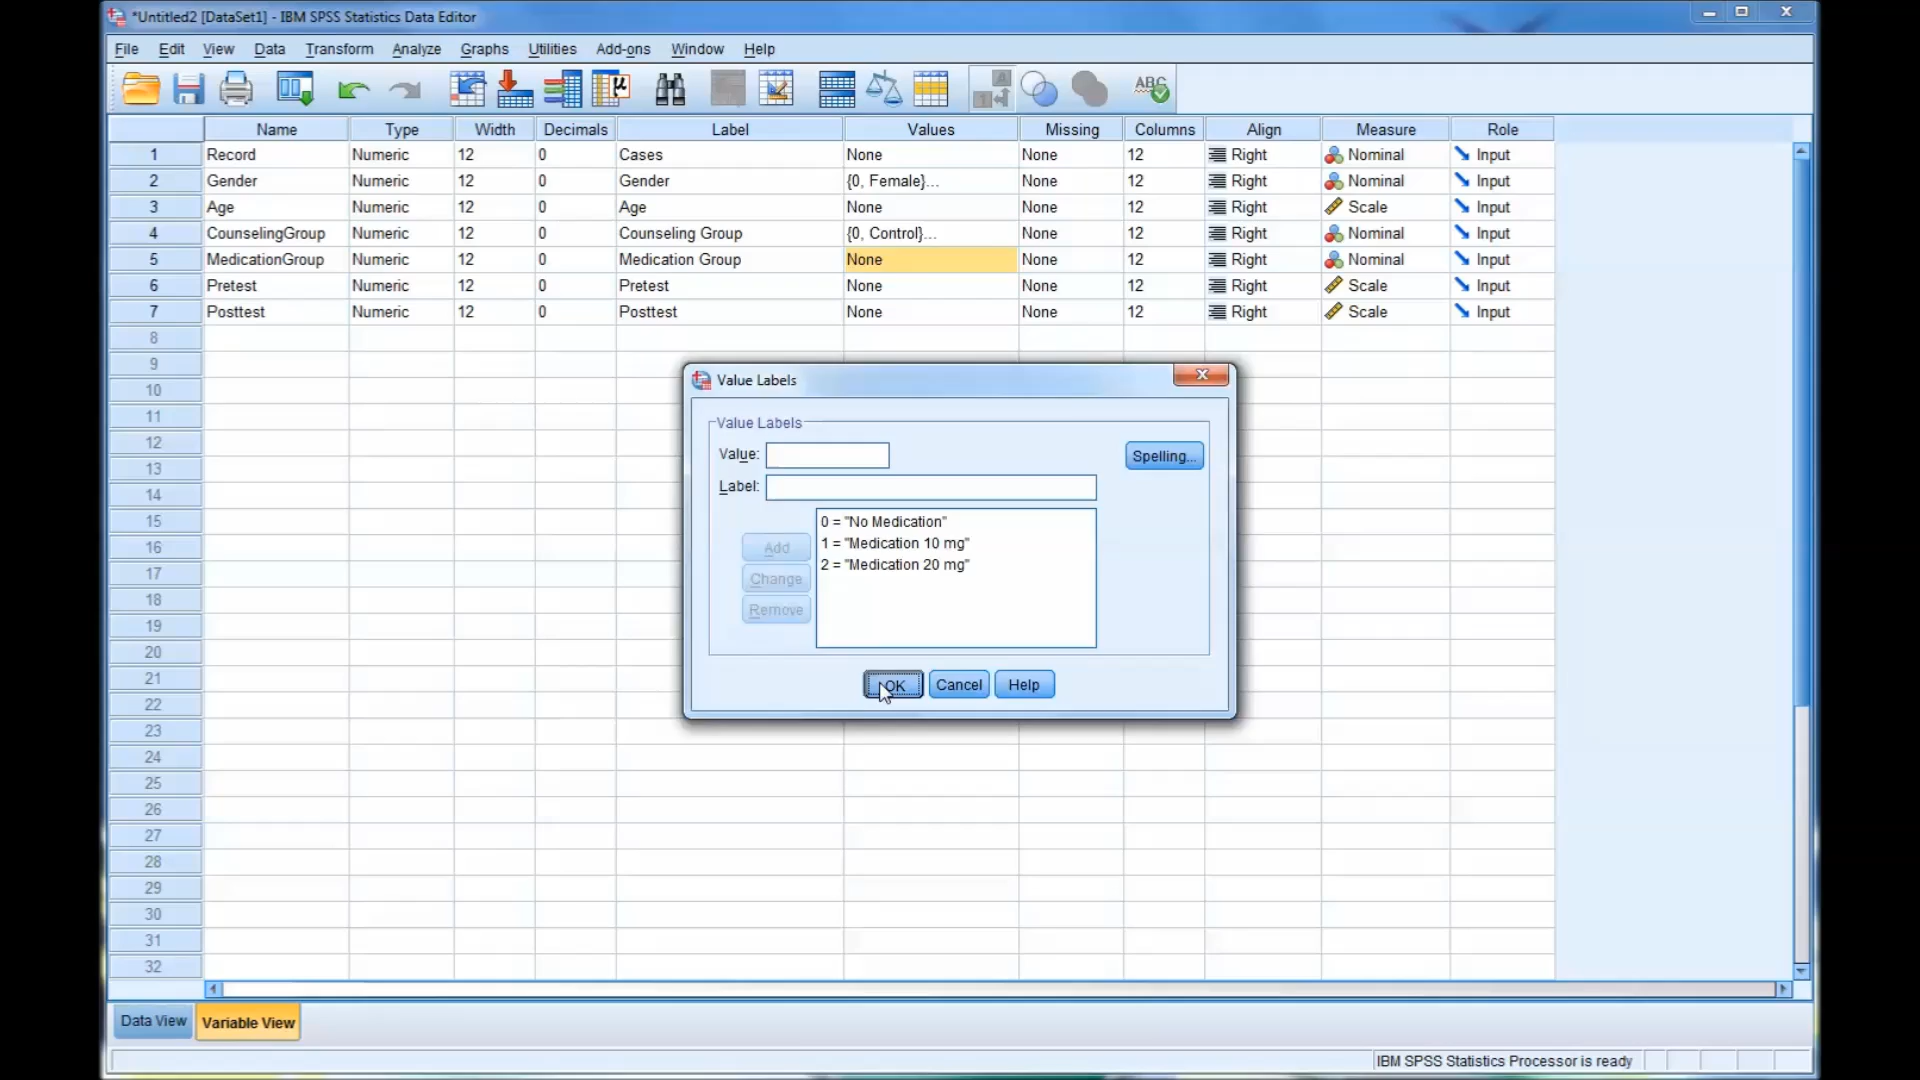 *Untitled2 [DataSet1] - IBM SPSS Statistics Data Editor
File Edit View Data Transform Analyze Graphs Utilities Add-ons Window Help
Name Type Width Decimals Label Values Missing Columns Align Measure Role
1 Record Numeric 12 0 Cases None None 12 Right Nominal Input
2 Gender Numeric 12 0 Gender {0, Female}... None 12 Right Nominal Input
3 Age Numeric 12 0 Age None None 12 Right Scale Input
4 CounselingGroup Numeric 12 0 Counseling Group {0, Control}... None 12 Right Nominal Input
5 MedicationGroup Numeric 12 0 Medication Group None None 12 Right Nominal Input
6 Pretest Numeric 12 0 Pretest None None 12 Right Scale Input
7 Posttest Numeric 12 0 Posttest None None 12 Right Scale Input
8
9
10
11
12
13
14
15
16
17
18
19
20
21
22
23
24
25
26
27
28
29
30
31
32
Value Labels
Value Labels
Value:
Spelling...
Label:
0 = "No Medication"
1 = "Medication 10 mg"
2 = "Medication 20 mg"
Add
Change
Remove
OK Cancel Help
Data View Variable View
IBM SPSS Statistics Processor is ready